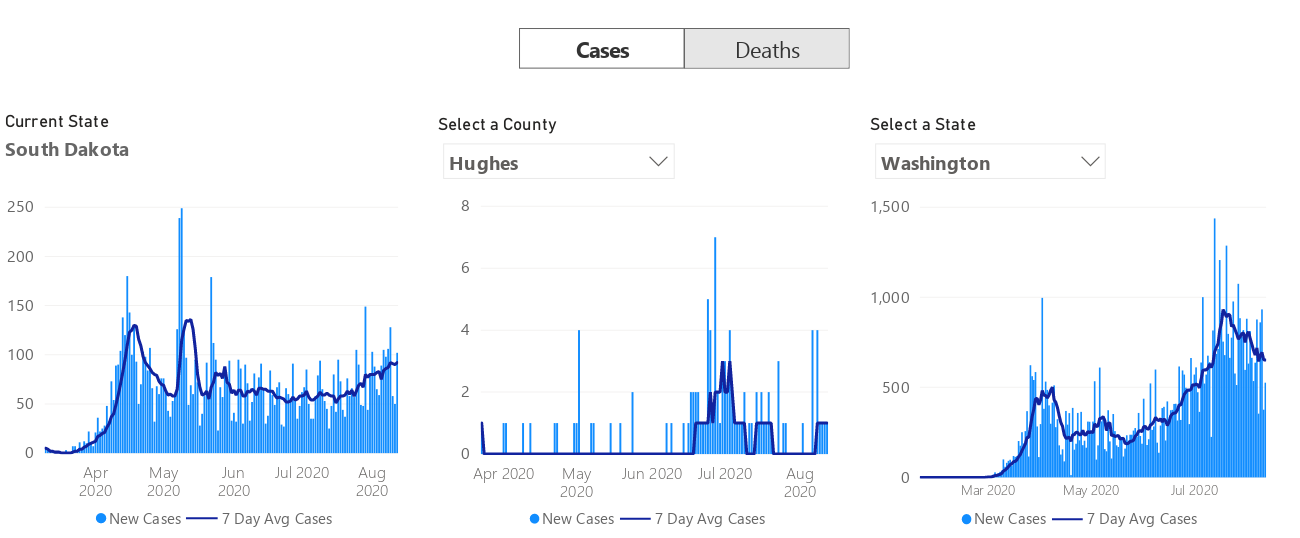 Cases Deaths
Current State
South Dakota
250
200
150
100
50
0
Apr 2020
May 2020
Jun 2020
Jul 2020
Aug 2020
New Cases 7 Day Avg Cases
Select a County
Hughes
8
6
4
2
0
Apr 2020
May 2020
Jun 2020
Jul 2020
Aug 2020
New Cases 7 Day Avg Cases
Select a State
Washington
1,500
1,000
500
0
Mar 2020
May 2020
Jul 2020
New Cases 7 Day Avg Cases